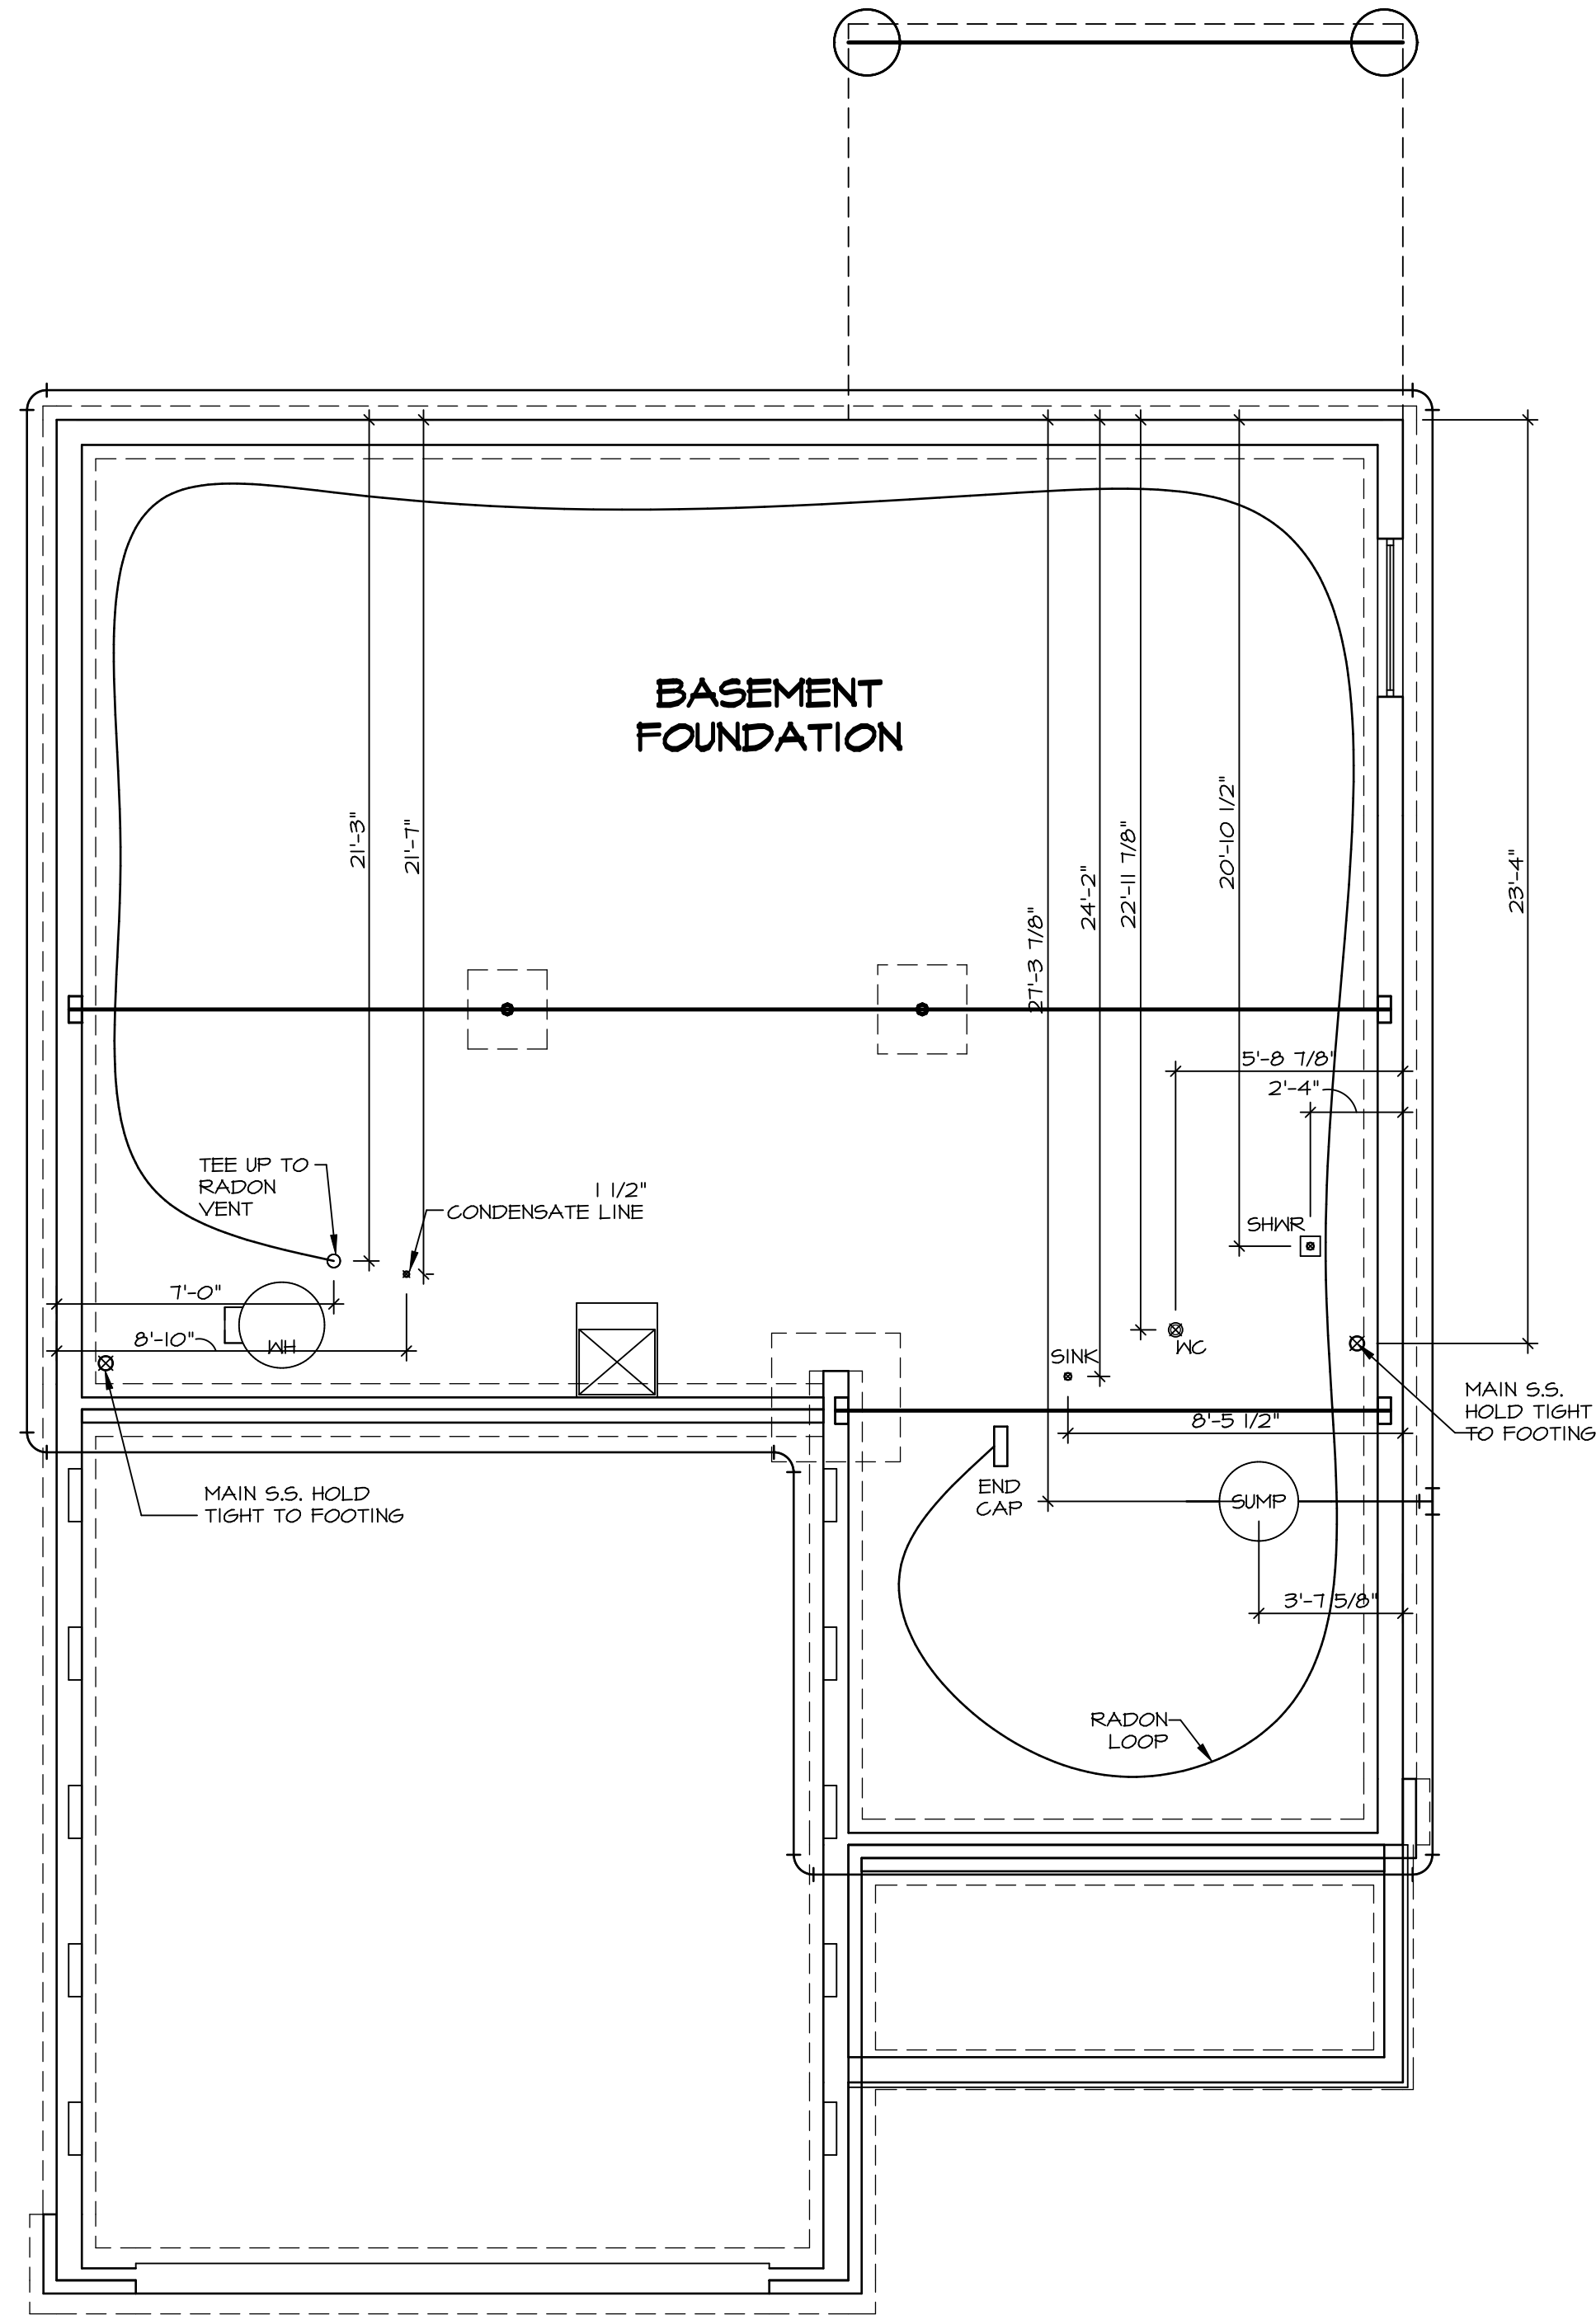 BASEMENT
FOUNDATION
21'-3"
21'-7"
27'-3 7/8"
24'-2"
22'-11 7/8"
20'-10 1/2"
23'-4"
5'-8 7/8"
2'-4"
TEE UP TO
RADON
VENT
1 1/2"
CONDENSATE LINE
SHWR
7'-0"
8'-10"
WH
SINK
WC
MAIN S.S.
HOLD TIGHT
TO FOOTING
8'-5 1/2"
MAIN S.S. HOLD
TIGHT TO FOOTING
END
CAP
SUMP
3'-7 5/8"
RADON
LOOP